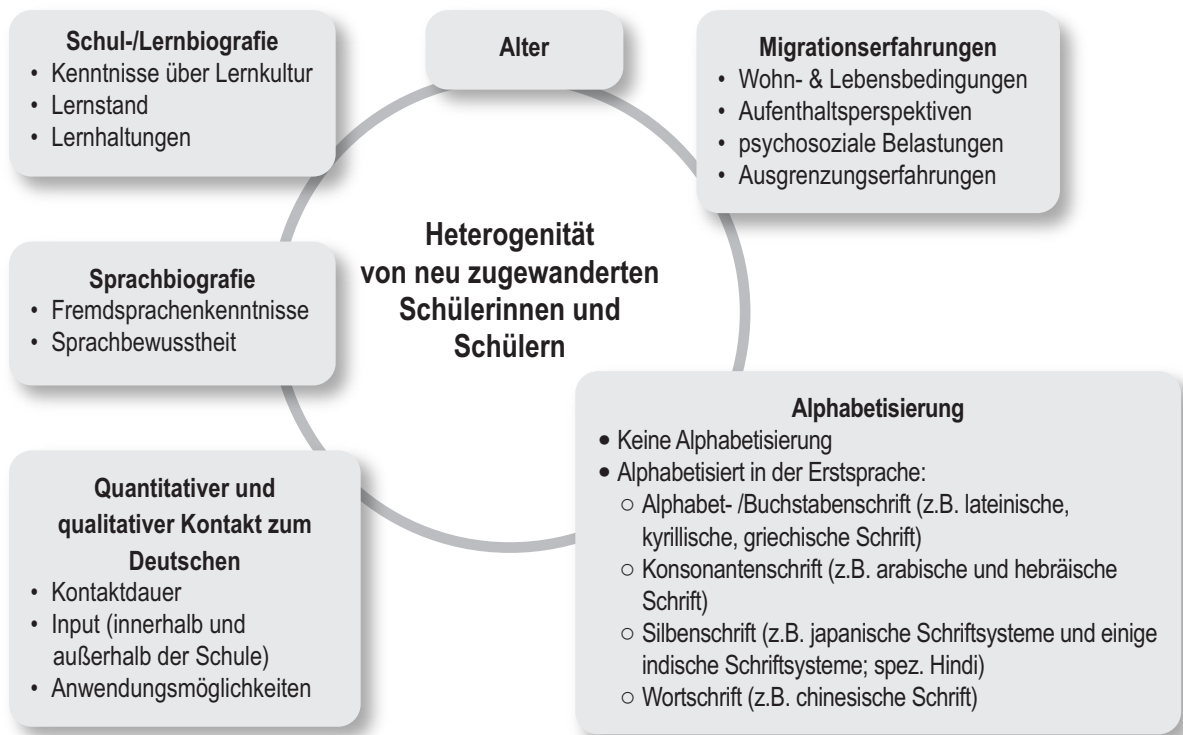 Schul-/Lernbiografie
• Kenntnisse über Lernkultur
• Lernstand
• Lernhaltungen
Alter
Migrationserfahrungen
• Wohn- & Lebensbedingungen
• Aufenthaltsperspektiven
• psychosoziale Belastungen
• Ausgrenzungserfahrungen
Heterogenität
von neu zugewanderten
Schülerinnen und
Schülern
Sprachbiografie
• Fremdsprachenkenntnisse
• Sprachbewusstheit
Quantitativer und
qualitativer Kontakt zum
Deutschen
• Kontaktdauer
• Input (innerhalb und
außerhalb der Schule)
• Anwendungsmöglichkeiten
Alphabetisierung
• Keine Alphabetisierung
• Alphabetisiert in der Erstsprache:
○ Alphabet- /Buchstabenschrift (z.B. lateinische,
kyrillische, griechische Schrift)
○ Konsonantenschrift (z.B. arabische und hebräische
Schrift)
○ Silbenschrift (z.B. japanische Schriftsysteme und einige
indische Schriftsysteme; spez. Hindi)
○ Wortschrift (z.B. chinesische Schrift)